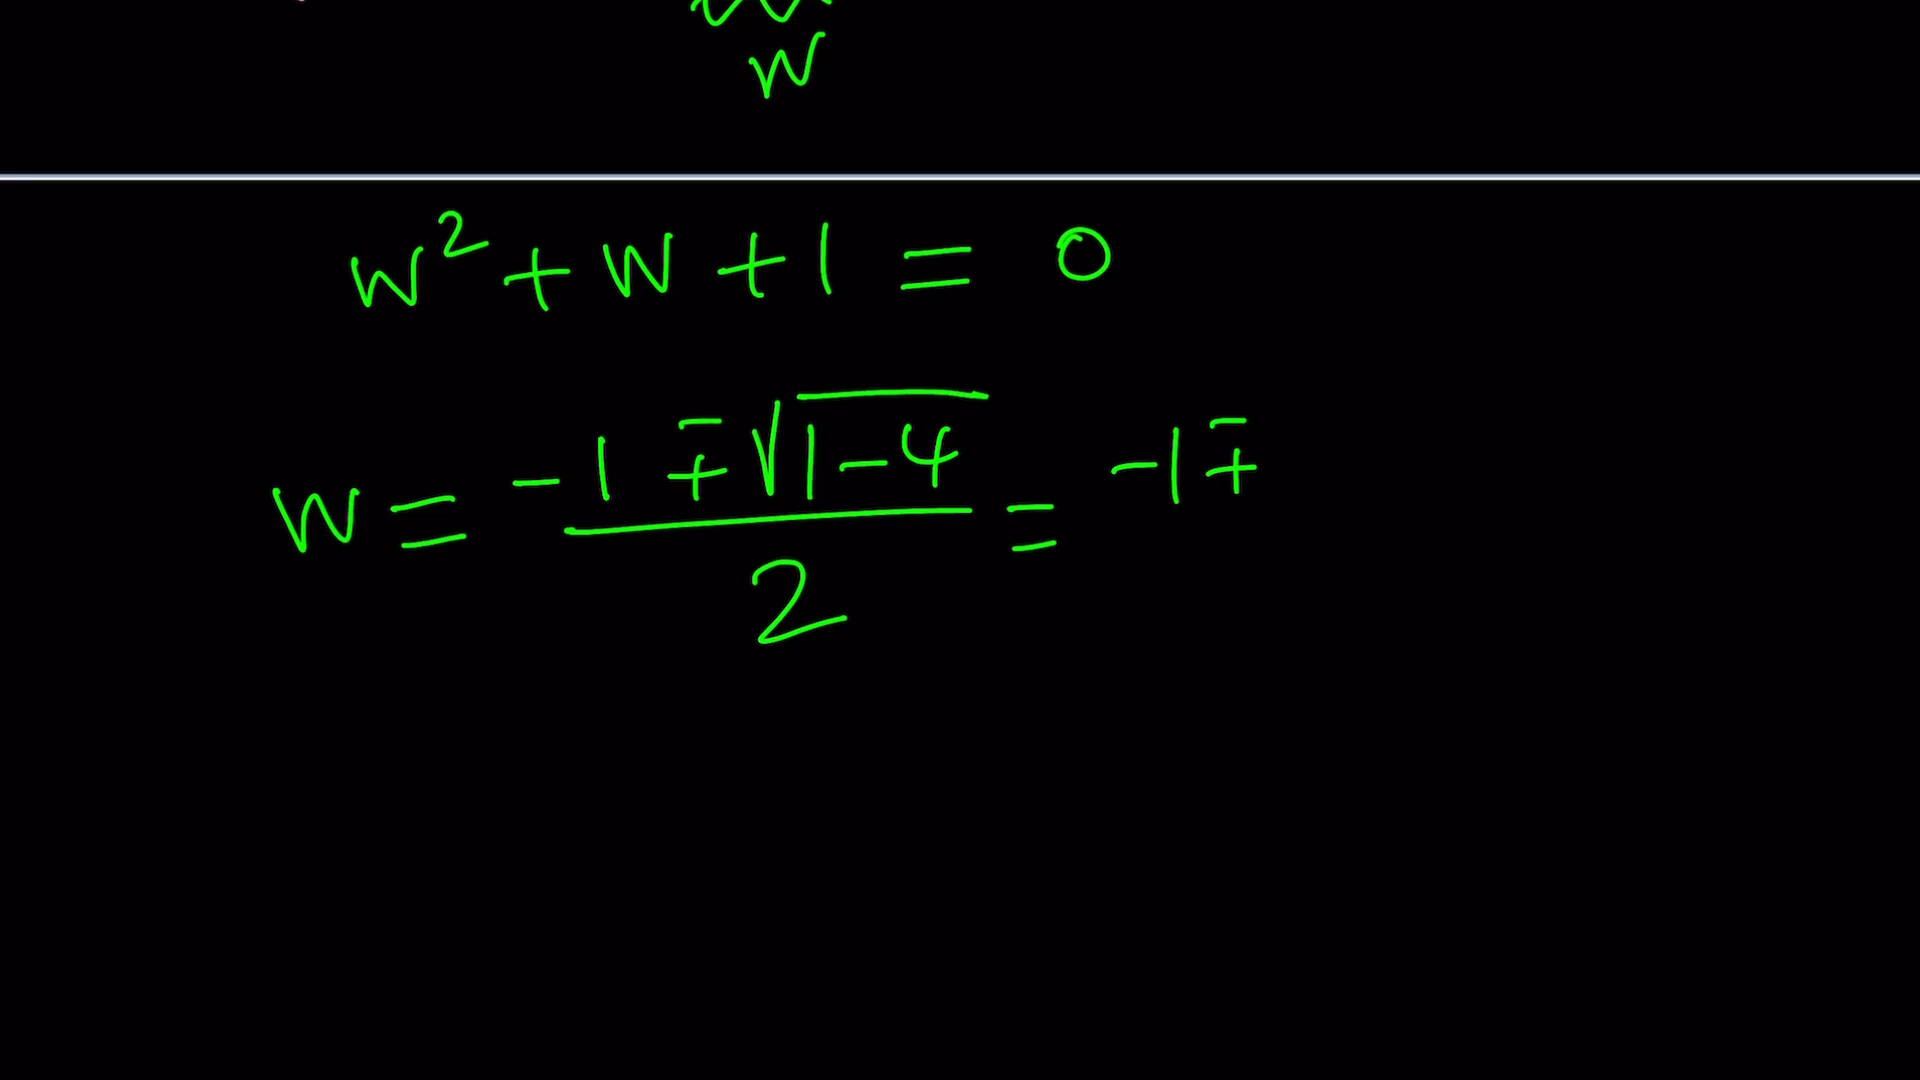 w
w² + w + 1 = 0
w = (-1 ∓ √(1-4))/2 = -1 ∓